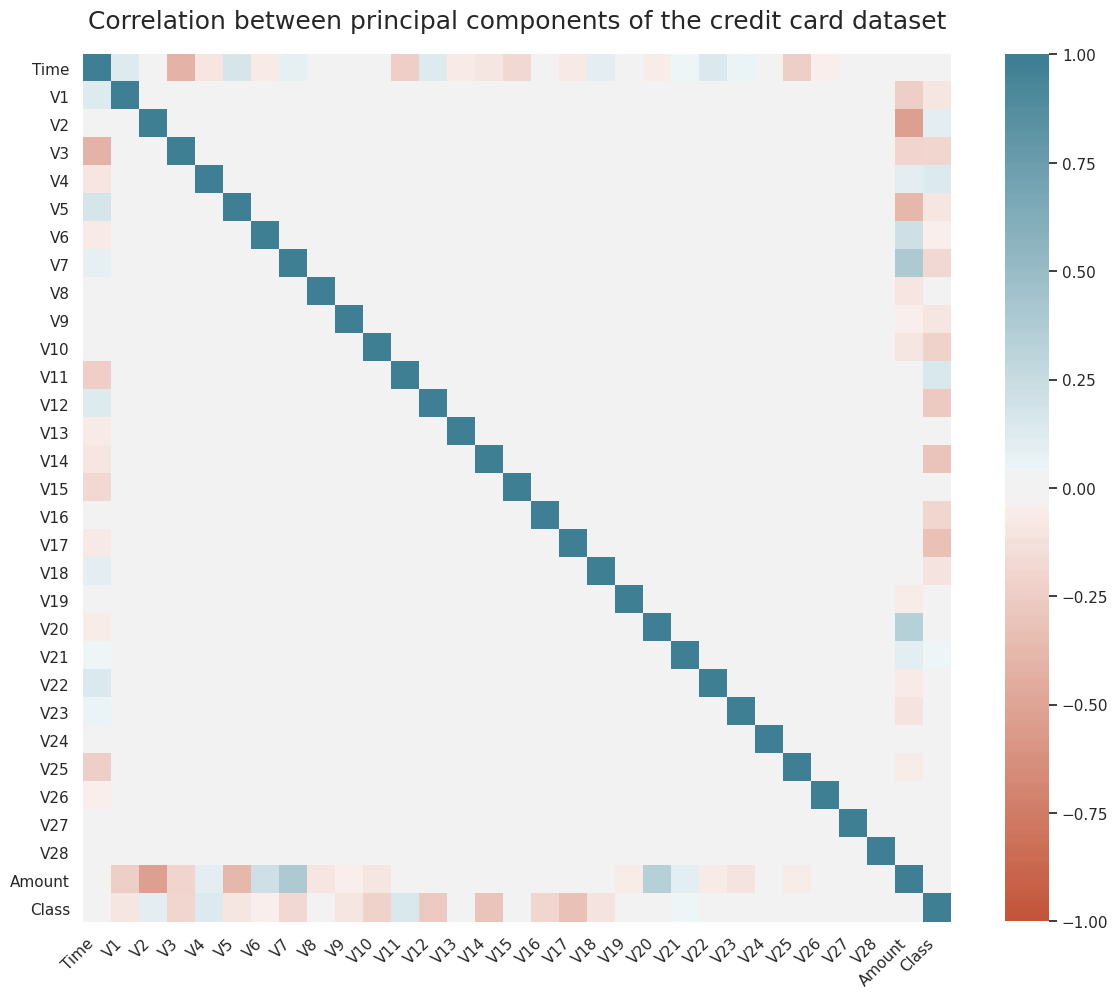 Correlation between principal components of the credit card dataset
Time
V1
V2
V3
V4
V5
V6
V7
V8
V9
V10
V11
V12
V13
V14
V15
V16
V17
V18
V19
V20
V21
V22
V23
V24
V25
V26
V27
V28
Amount
Class
Time V1 V2 V3 V4 V5 V6 V7 V8 V9 V10 V11 V12 V13 V14 V15 V16 V17 V18 V19 V20 V21 V22 V23 V24 V25 V26 V27 V28 Amount Class
1.00
0.75
0.50
0.25
0.00
−0.25
−0.50
−0.75
−1.00